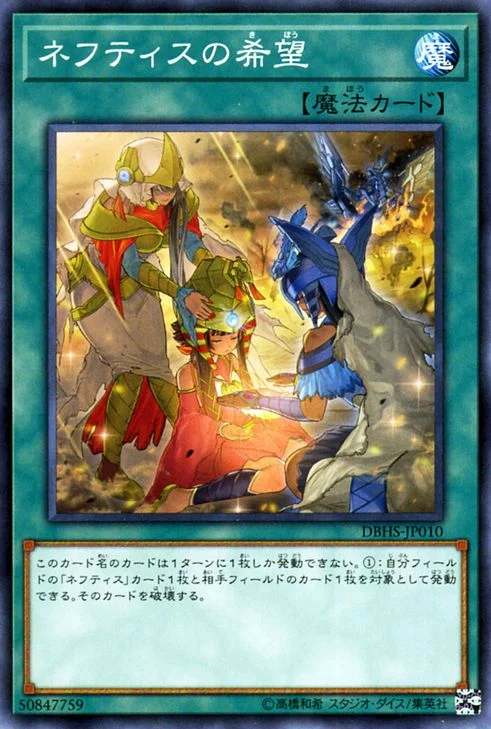 ネフティスの希望
魔
【魔法カード】
DBHS-JP010
このカード名のカードは１ターンに１枚しか発動できない。①：自分フィール
ドの「ネフティス」カード１枚と相手フィールドのカード１枚を対象として発動
できる。そのカードを破壊する。
50847759
©高橋和希 スタジオ・ダイス/集英社